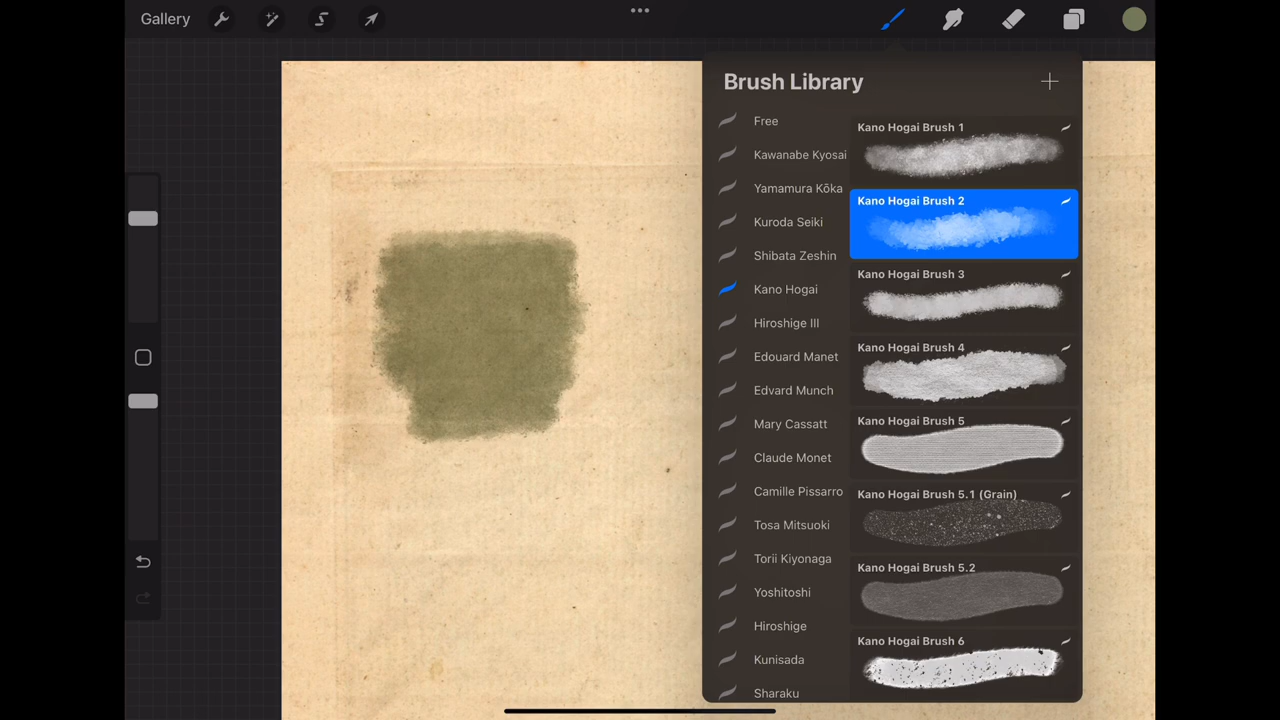 Gallery
Brush Library
Free
Kawanabe Kyosai
Yamamura Kōka
Kuroda Seiki
Shibata Zeshin
Kano Hogai
Hiroshige III
Edouard Manet
Edvard Munch
Mary Cassatt
Claude Monet
Camille Pissarro
Tosa Mitsuoki
Torii Kiyonaga
Yoshitoshi
Hiroshige
Kunisada
Sharaku
Kano Hogai Brush 1
Kano Hogai Brush 2
Kano Hogai Brush 3
Kano Hogai Brush 4
Kano Hogai Brush 5
Kano Hogai Brush 5.1 (Grain)
Kano Hogai Brush 5.2
Kano Hogai Brush 6